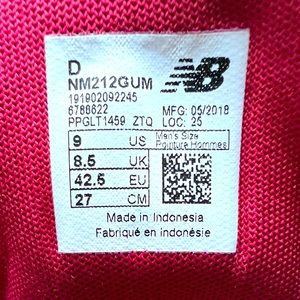 D
NM212GUM
191902092245
6788622
MFG: 05/2018
PPGLT1459 ZTQ LOC: 25
9 US
Men's Size
Pointure Hommes
8.5 UK
42.5 EU
27 CM
Made in Indonesia
Fabriqué en indonésie